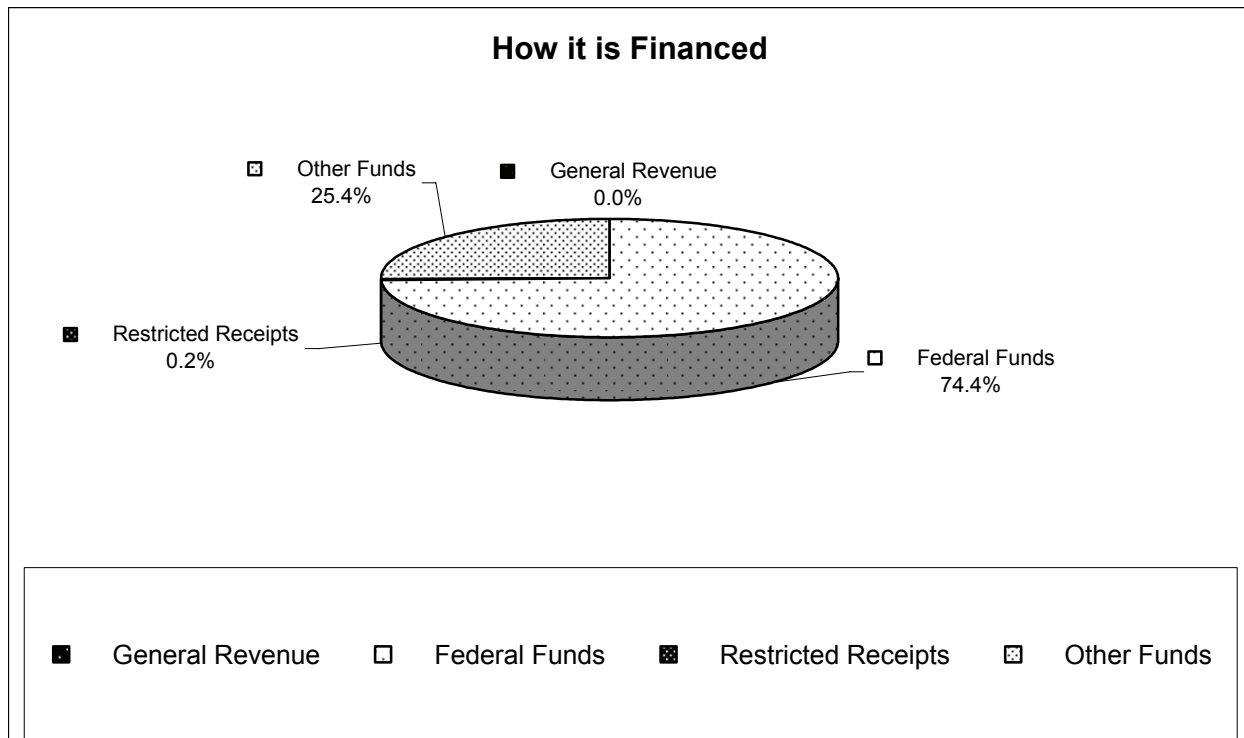 How it is Financed
Other Funds
25.4%
General Revenue
0.0%
Restricted Receipts
0.2%
Federal Funds
74.4%
General Revenue Federal Funds Restricted Receipts Other Funds